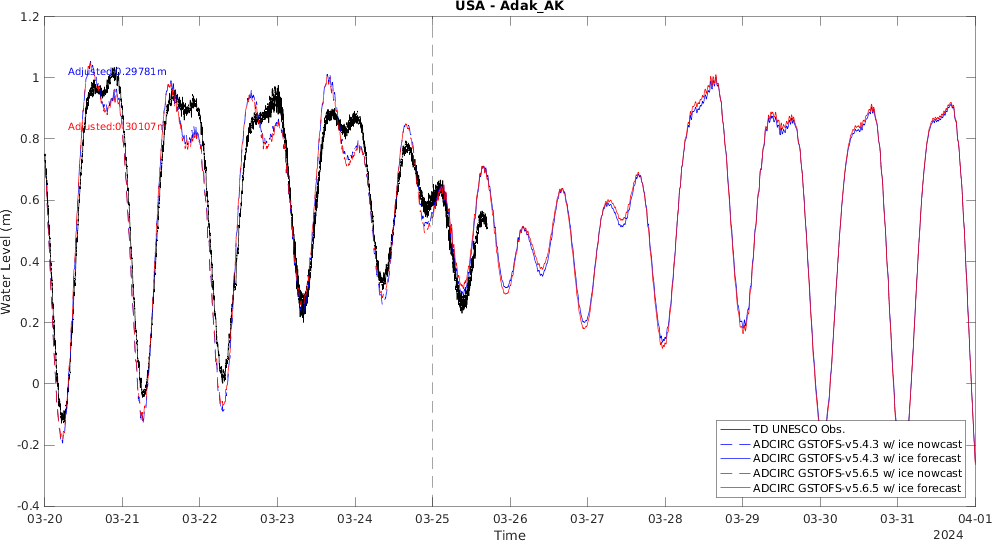 USA - Adak_AK
Water Level (m)
1.2
1
0.8
0.6
0.4
0.2
0
-0.2
-0.4
Adjusted:0.29781m
Adjusted:0.30107m
TD UNESCO Obs.
ADCIRC GSTOFS-v5.4.3 w/ ice nowcast
ADCIRC GSTOFS-v5.4.3 w/ ice forecast
ADCIRC GSTOFS-v5.6.5 w/ ice nowcast
ADCIRC GSTOFS-v5.6.5 w/ ice forecast
03-20 03-21 03-22 03-23 03-24 03-25 03-26 03-27 03-28 03-29 03-30 03-31 04-01
Time
2024